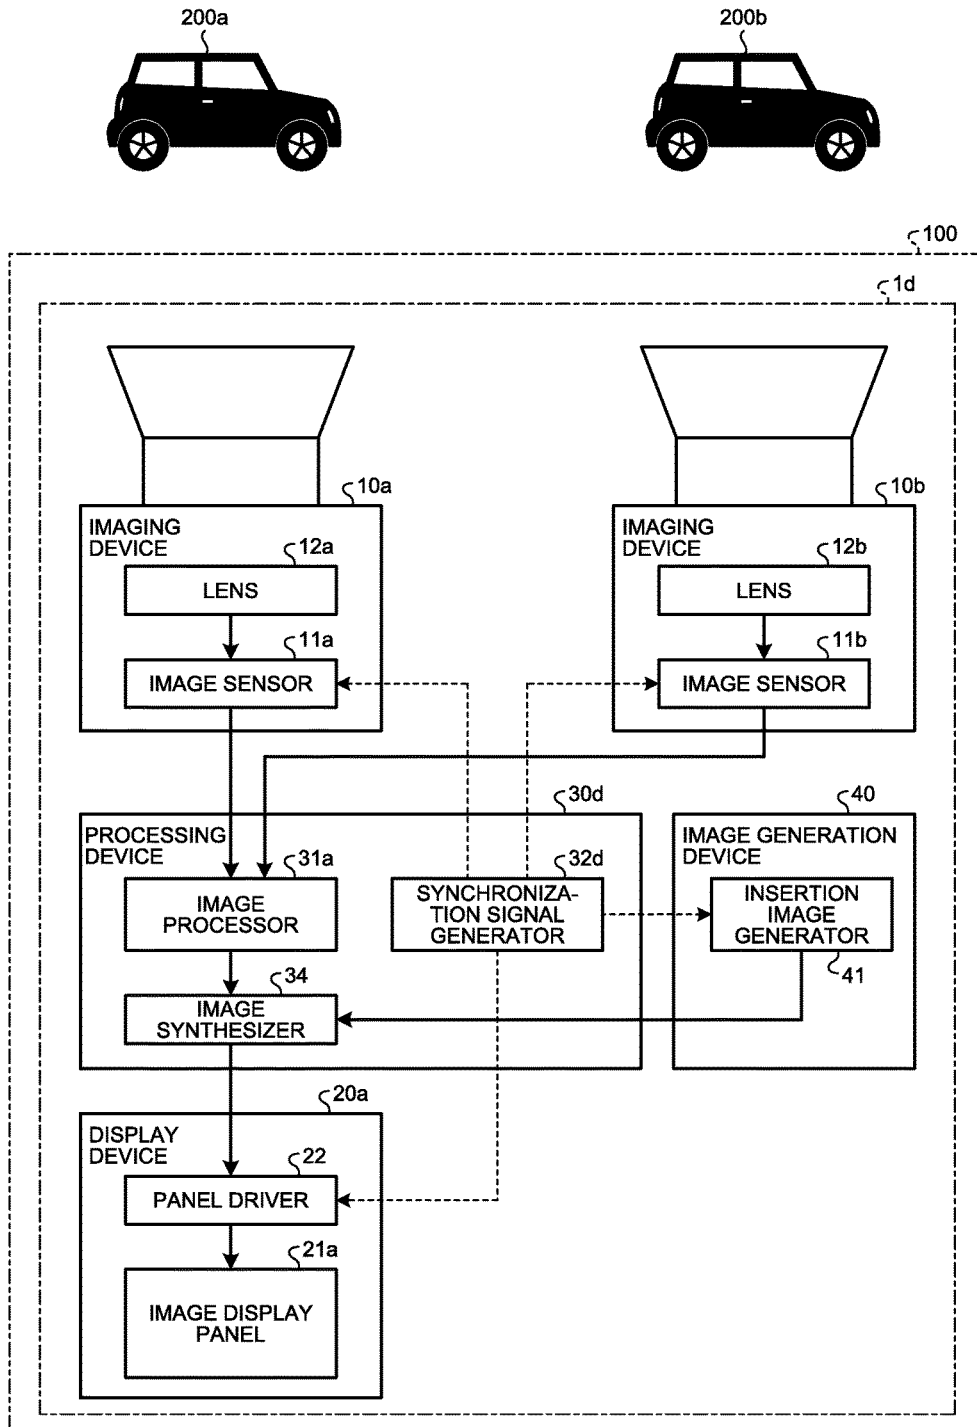 200a
200b
100
1d
10a
10b
IMAGING
DEVICE
IMAGING
DEVICE
12a
12b
LENS
LENS
11a
11b
IMAGE SENSOR
IMAGE SENSOR
30d
40
PROCESSING
DEVICE
IMAGE GENERATION
DEVICE
31a
32d
IMAGE
PROCESSOR
SYNCHRONIZA-
TION SIGNAL
GENERATOR
INSERTION
IMAGE
GENERATOR
34
41
IMAGE
SYNTHESIZER
20a
DISPLAY
DEVICE
22
PANEL DRIVER
21a
IMAGE DISPLAY
PANEL